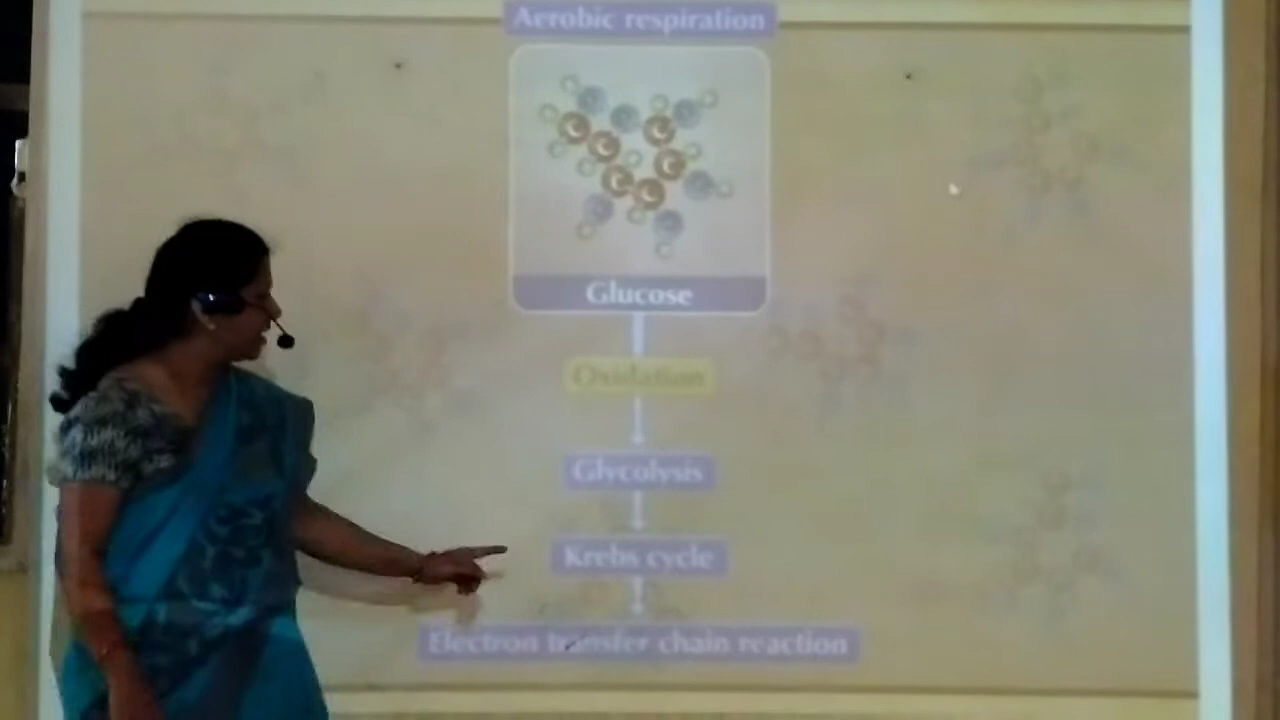 Aerobic respiration
Glucose
Oxidation
Glycolysis
Krebs cycle
Electron transfer chain reaction